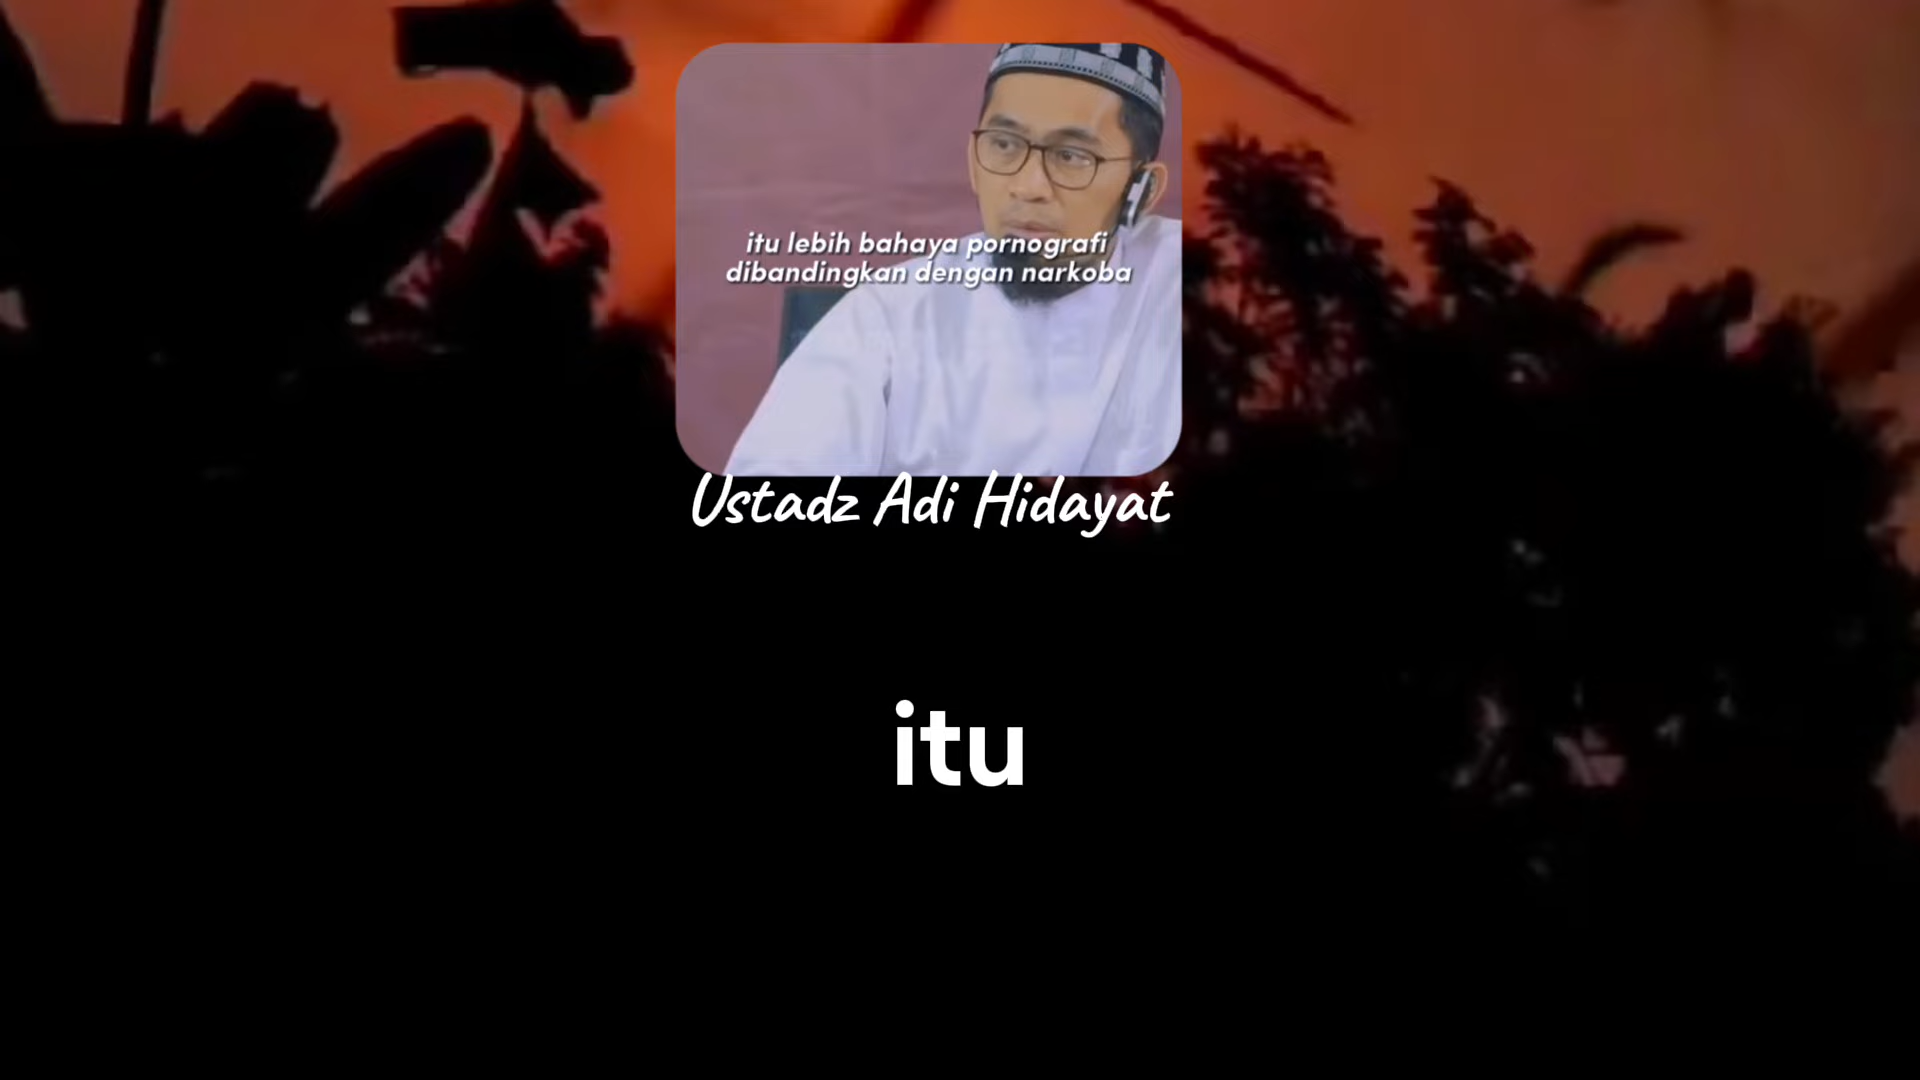 itu lebih bahaya pornografi
dibandingkan dengan narkoba
Ustadz Adi Hidayat
itu